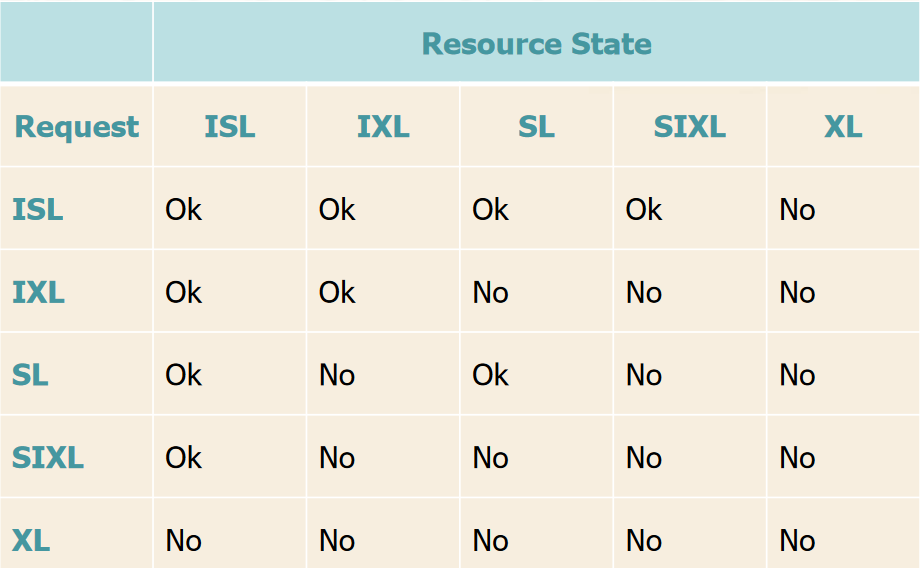 Resource State
Request ISL IXL SL SIXL XL
ISL Ok Ok Ok Ok No
IXL Ok Ok No No No
SL Ok No Ok No No
SIXL Ok No No No No
XL No No No No No